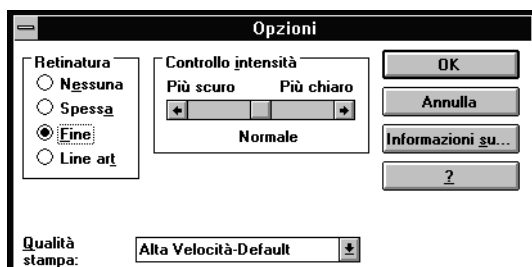 Opzioni
Retinatura
Nessuna
Spessa
Fine
Line art
Controllo intensità
Più scuro Più chiaro
Normale
OK
Annulla
Informazioni su...
?
Qualità
stampa:
Alta Velocità-Default